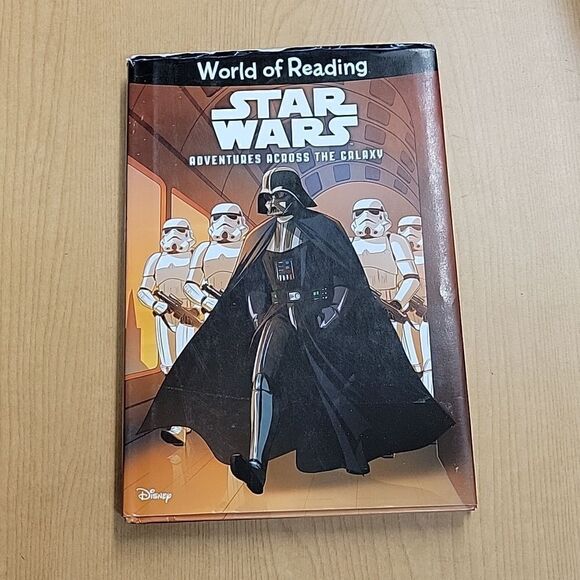 World of Reading
STAR
WARS
ADVENTURES ACROSS THE GALAXY
Disney